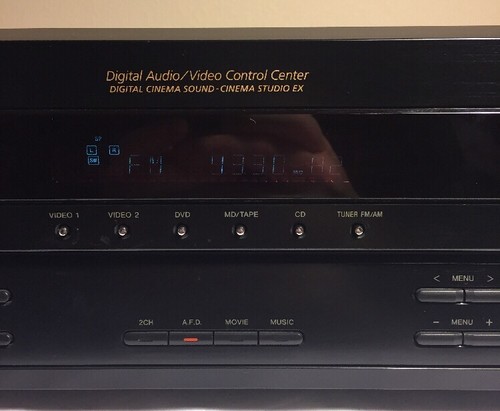 Digital Audio/Video Control Center
DIGITAL CINEMA SOUND · CINEMA STUDIO EX
L R
SW
FM
VIDEO 1 VIDEO 2 DVD MD/TAPE CD TUNER FM/AM
< MENU >
2CH A.F.D. MOVIE MUSIC
− MENU +